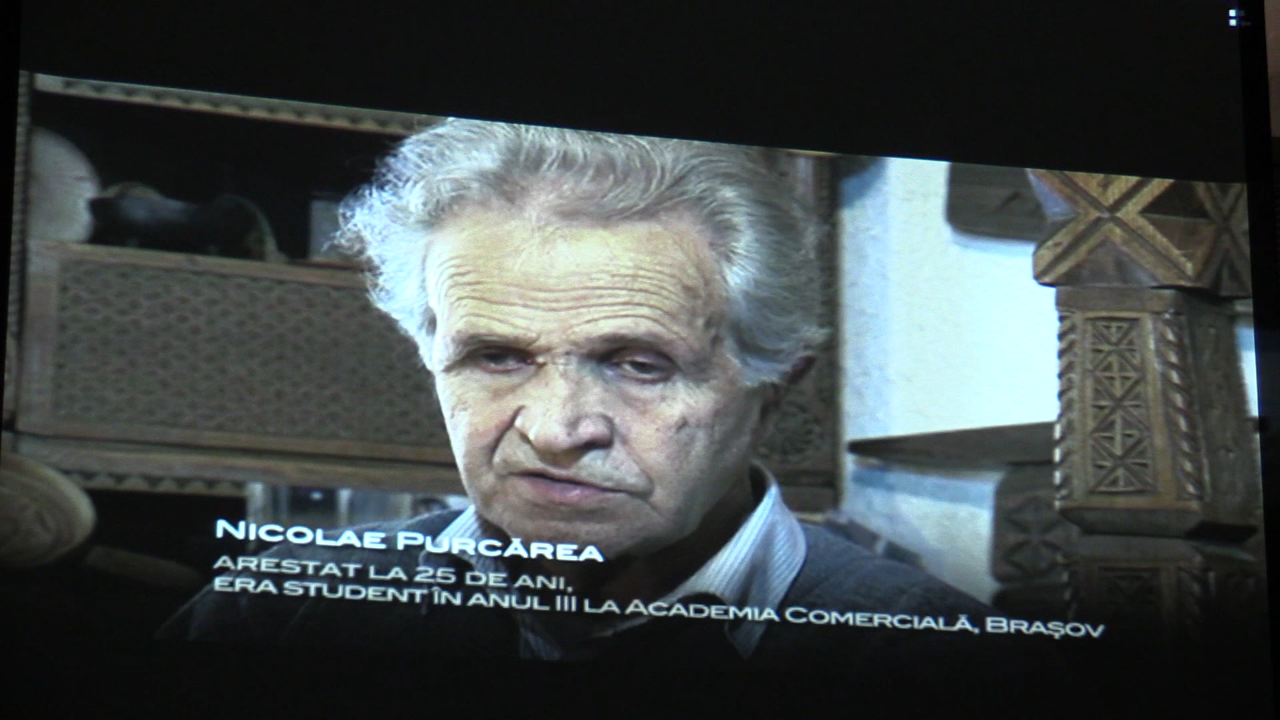 NICOLAE PURCĂREA
ARESTAT LA 25 DE ANI,
ERA STUDENT ÎN ANUL III LA ACADEMIA COMERCIALĂ, BRAȘOV